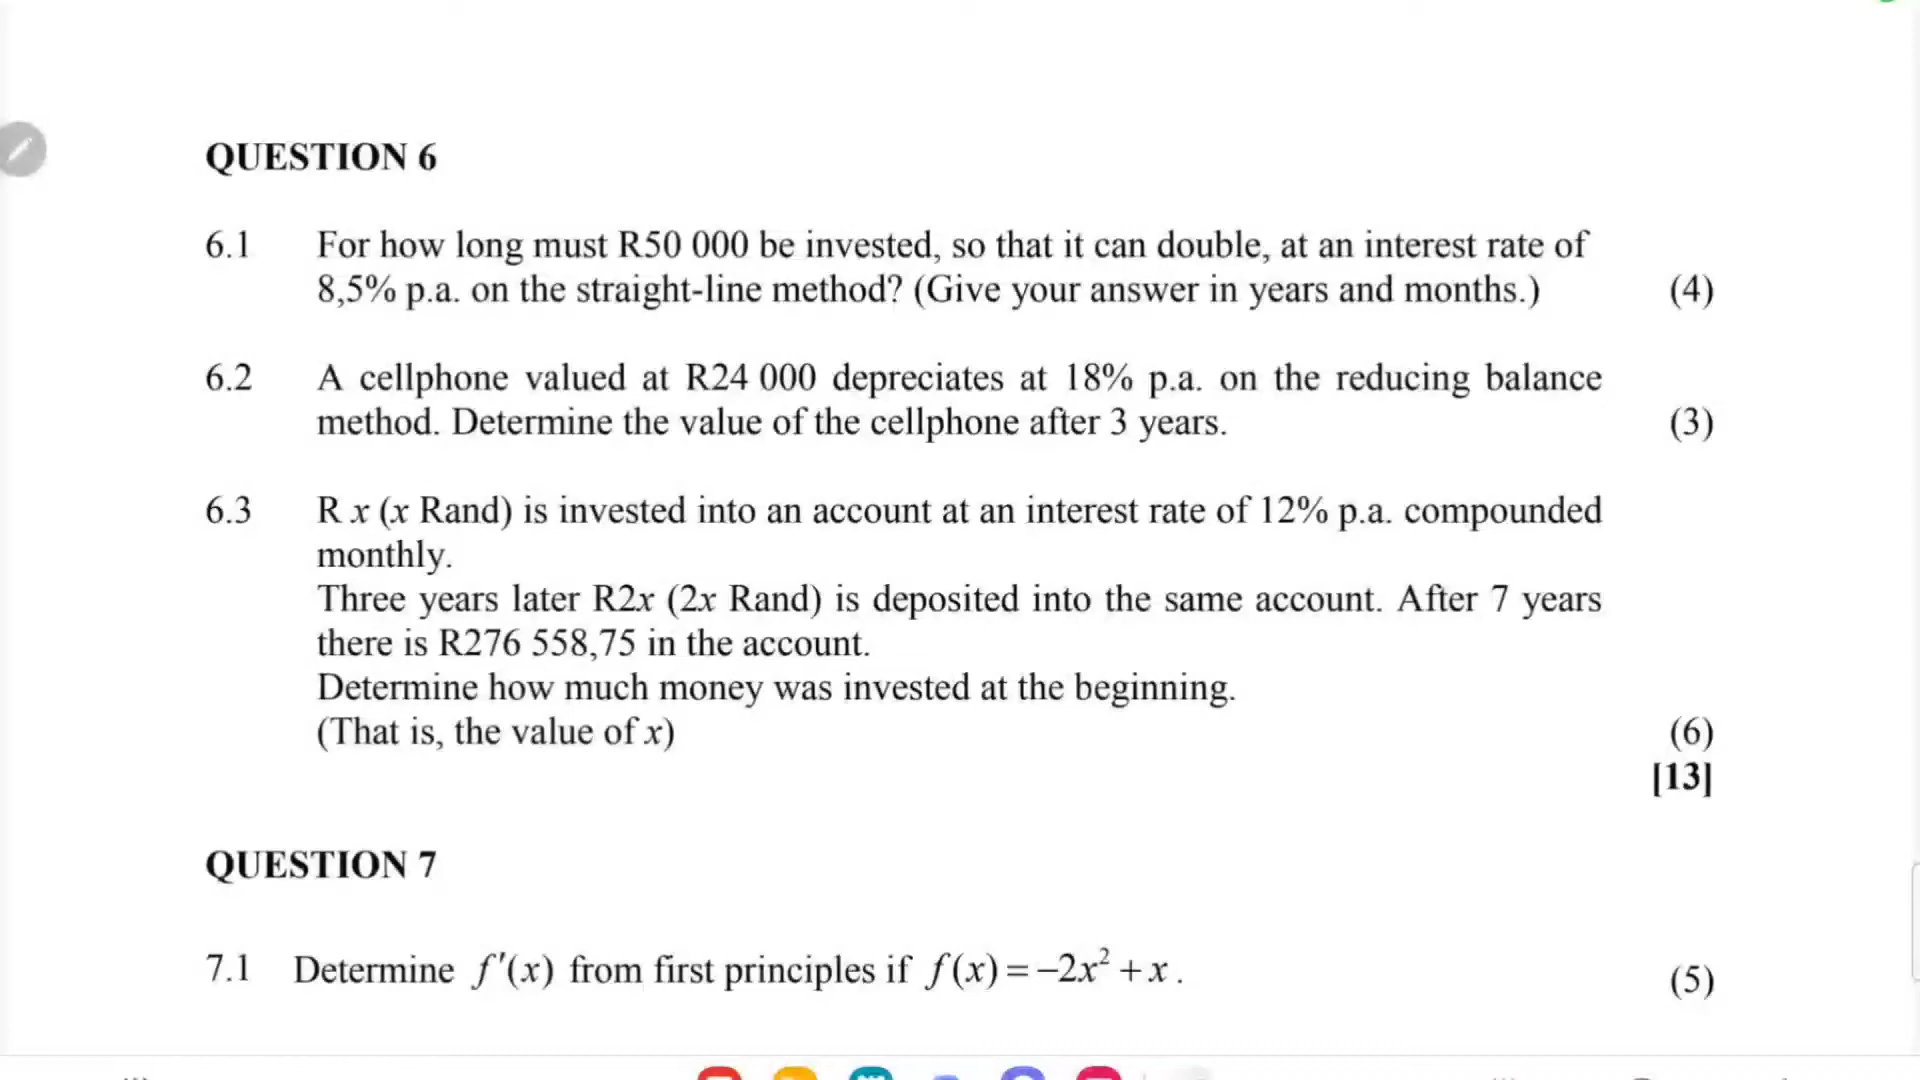 QUESTION 6
6.1 For how long must R50 000 be invested, so that it can double, at an interest rate of
8,5% p.a. on the straight-line method? (Give your answer in years and months.) (4)
6.2 A cellphone valued at R24 000 depreciates at 18% p.a. on the reducing balance
method. Determine the value of the cellphone after 3 years. (3)
6.3 R x (x Rand) is invested into an account at an interest rate of 12% p.a. compounded
monthly.
Three years later R2x (2x Rand) is deposited into the same account. After 7 years
there is R276 558,75 in the account.
Determine how much money was invested at the beginning.
(That is, the value of x) (6)
[13]
QUESTION 7
7.1 Determine f′(x) from first principles if f(x) = −2x² + x. (5)